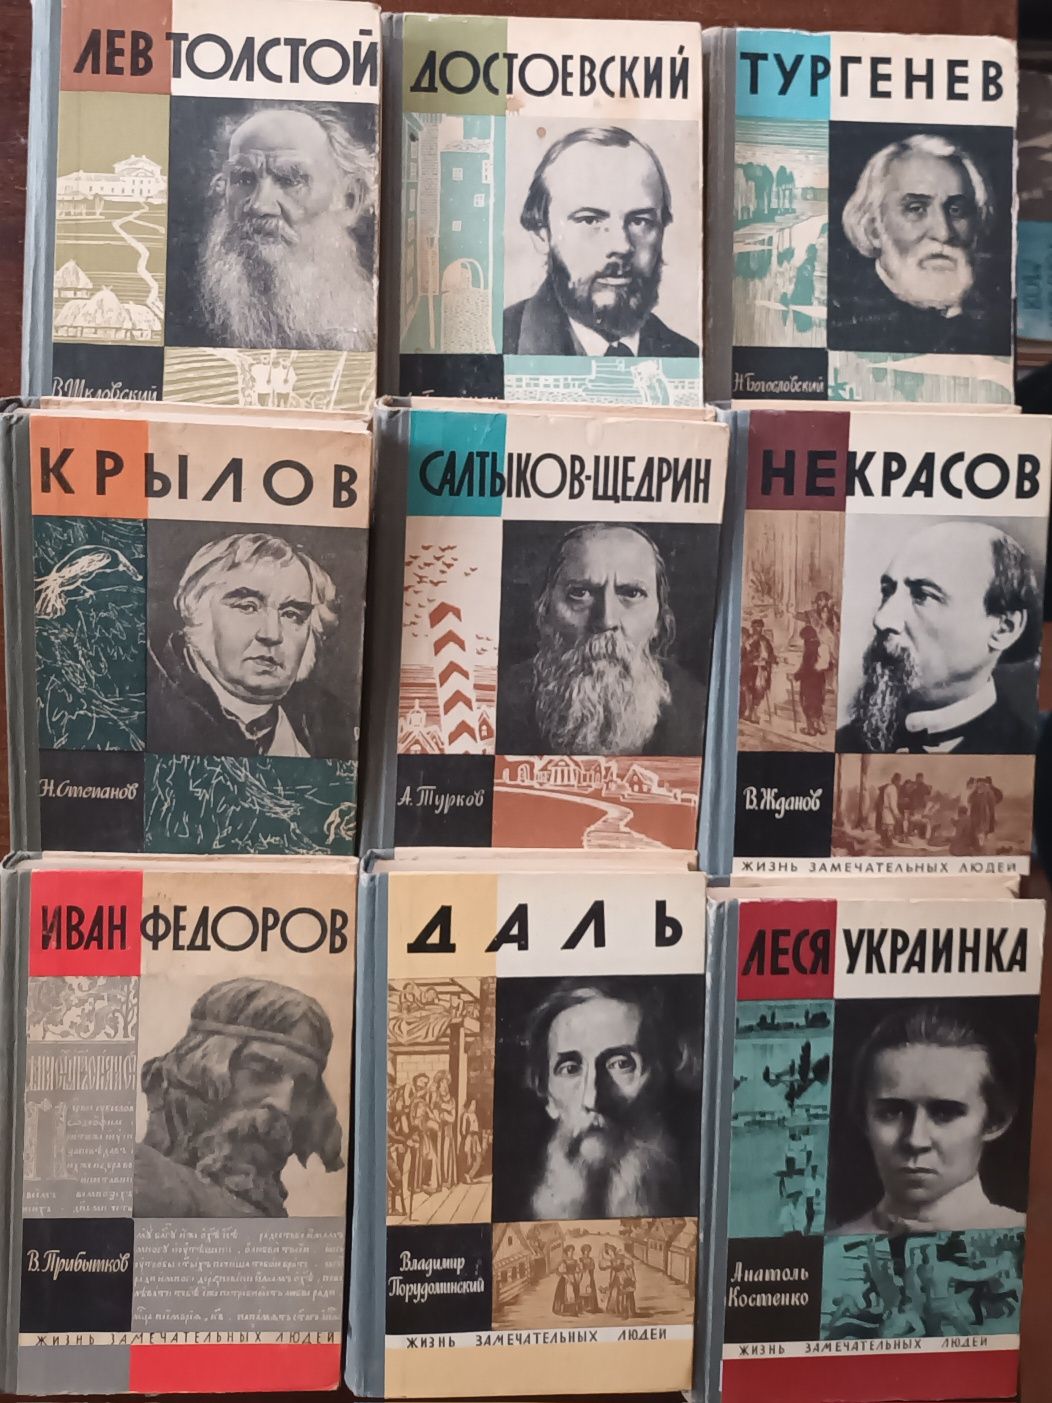 ЛЕВ ТОЛСТОЙ
В. Шкловский
ДОСТОЕВСКИЙ
ТУРГЕНЕВ
Н. Богословский
КРЫЛОВ
Н. Степанов
САЛТЫКОВ-ЩЕДРИН
А. Турков
НЕКРАСОВ
В. Жданов
ЖИЗНЬ ЗАМЕЧАТЕЛЬНЫХ ЛЮДЕЙ
ИВАН ФЕДОРОВ
В. Прибытков
ЖИЗНЬ ЗАМЕЧАТЕЛЬНЫХ ЛЮДЕЙ
ДАЛЬ
Владимир
Порудоминский
ЖИЗНЬ ЗАМЕЧАТЕЛЬНЫХ ЛЮДЕЙ
ЛЕСЯ УКРАИНКА
Анатоль
Костенко
ЖИЗНЬ ЗАМЕЧАТЕЛЬНЫХ ЛЮДЕЙ